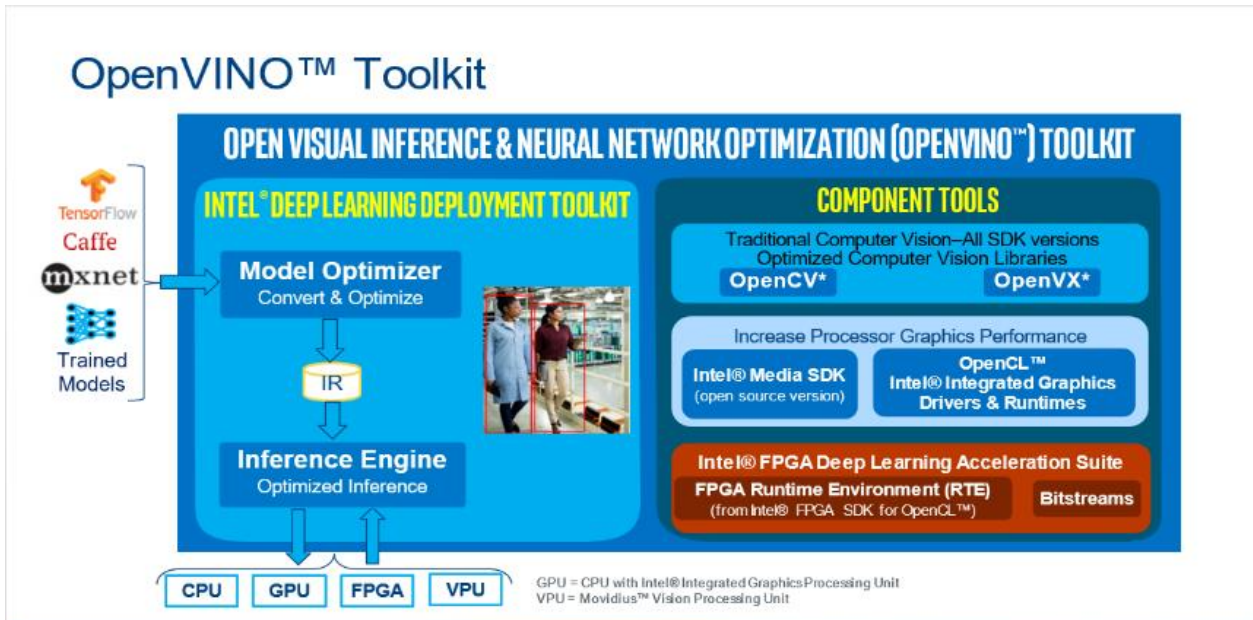 OpenVINO™ Toolkit
OPEN VISUAL INFERENCE & NEURAL NETWORK OPTIMIZATION (OPENVINO™) TOOLKIT
TensorFlow
Caffe
mxnet
Trained
Models
INTEL® DEEP LEARNING DEPLOYMENT TOOLKIT
Model Optimizer
Convert & Optimize
IR
Inference Engine
Optimized Inference
COMPONENT TOOLS
Traditional Computer Vision–All SDK versions
Optimized Computer Vision Libraries
OpenCV*
OpenVX*
Increase Processor Graphics Performance
Intel® Media SDK
(open source version)
OpenCL™
Intel® Integrated Graphics
Drivers & Runtimes
Intel® FPGA Deep Learning Acceleration Suite
FPGA Runtime Environment (RTE)
(from Intel® FPGA SDK for OpenCL™)
Bitstreams
CPU
GPU
FPGA
VPU
GPU = CPU with Intel® Integrated Graphics Processing Unit
VPU = Movidius™ Vision Processing Unit